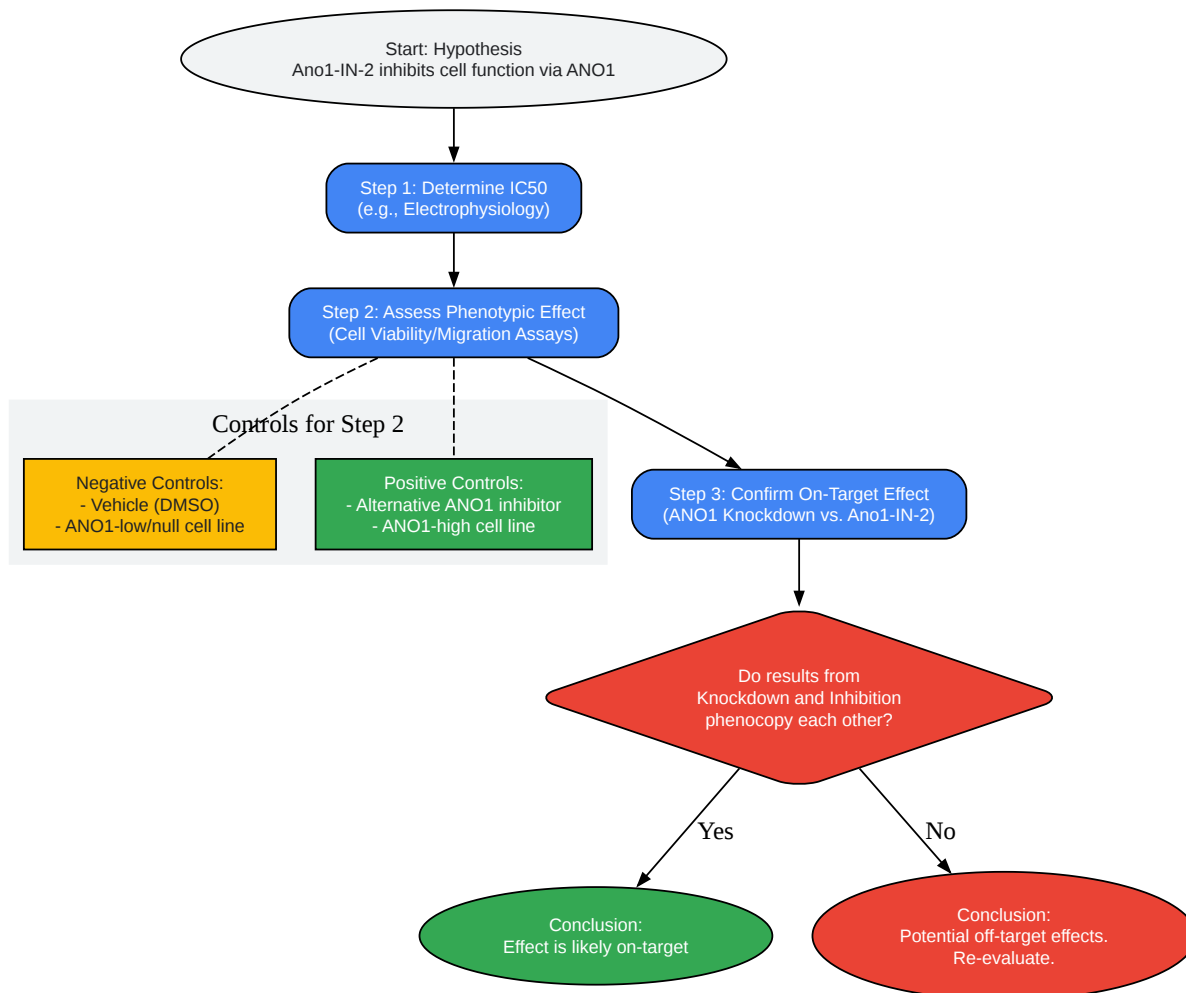 Start: Hypothesis
Ano1-IN-2 inhibits cell function via ANO1
Step 1: Determine IC50
(e.g., Electrophysiology)
Step 2: Assess Phenotypic Effect
(Cell Viability/Migration Assays)
Controls for Step 2
Negative Controls:
- Vehicle (DMSO)
- ANO1-low/null cell line
Positive Controls:
- Alternative ANO1 inhibitor
- ANO1-high cell line
Step 3: Confirm On-Target Effect
(ANO1 Knockdown vs. Ano1-IN-2)
Do results from
Knockdown and Inhibition
phenocopy each other?
Yes
No
Conclusion:
Effect is likely on-target
Conclusion:
Potential off-target effects.
Re-evaluate.